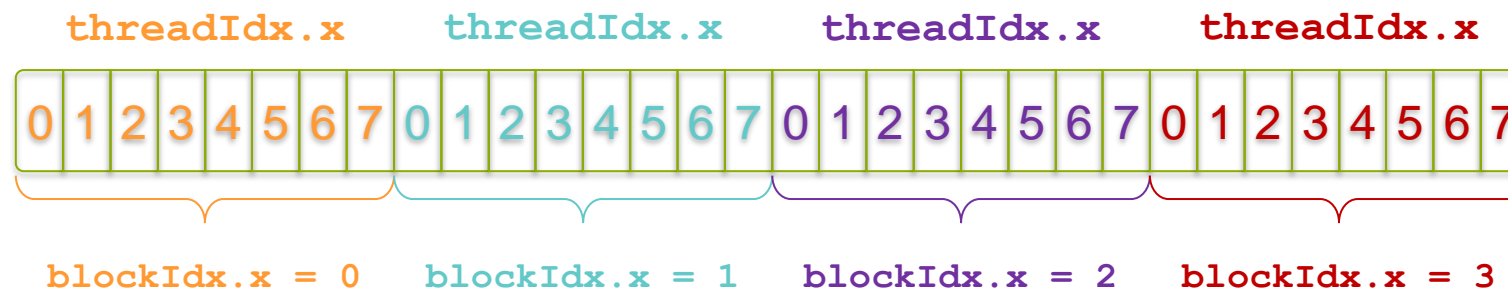 threadIdx.x threadIdx.x threadIdx.x threadIdx.x
0 1 2 3 4 5 6 7 0 1 2 3 4 5 6 7 0 1 2 3 4 5 6 7 0 1 2 3 4 5 6 7
blockIdx.x = 0 blockIdx.x = 1 blockIdx.x = 2 blockIdx.x = 3